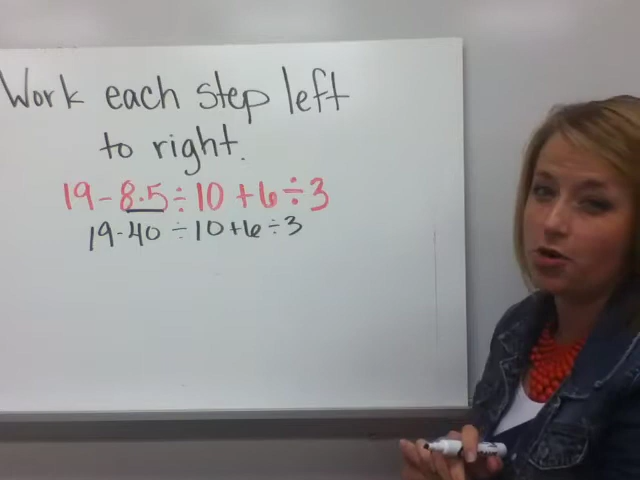 Work each step left
to right.
19 - 8·5 ÷ 10 + 6 ÷ 3
19 - 40 ÷ 10 + 6 ÷ 3